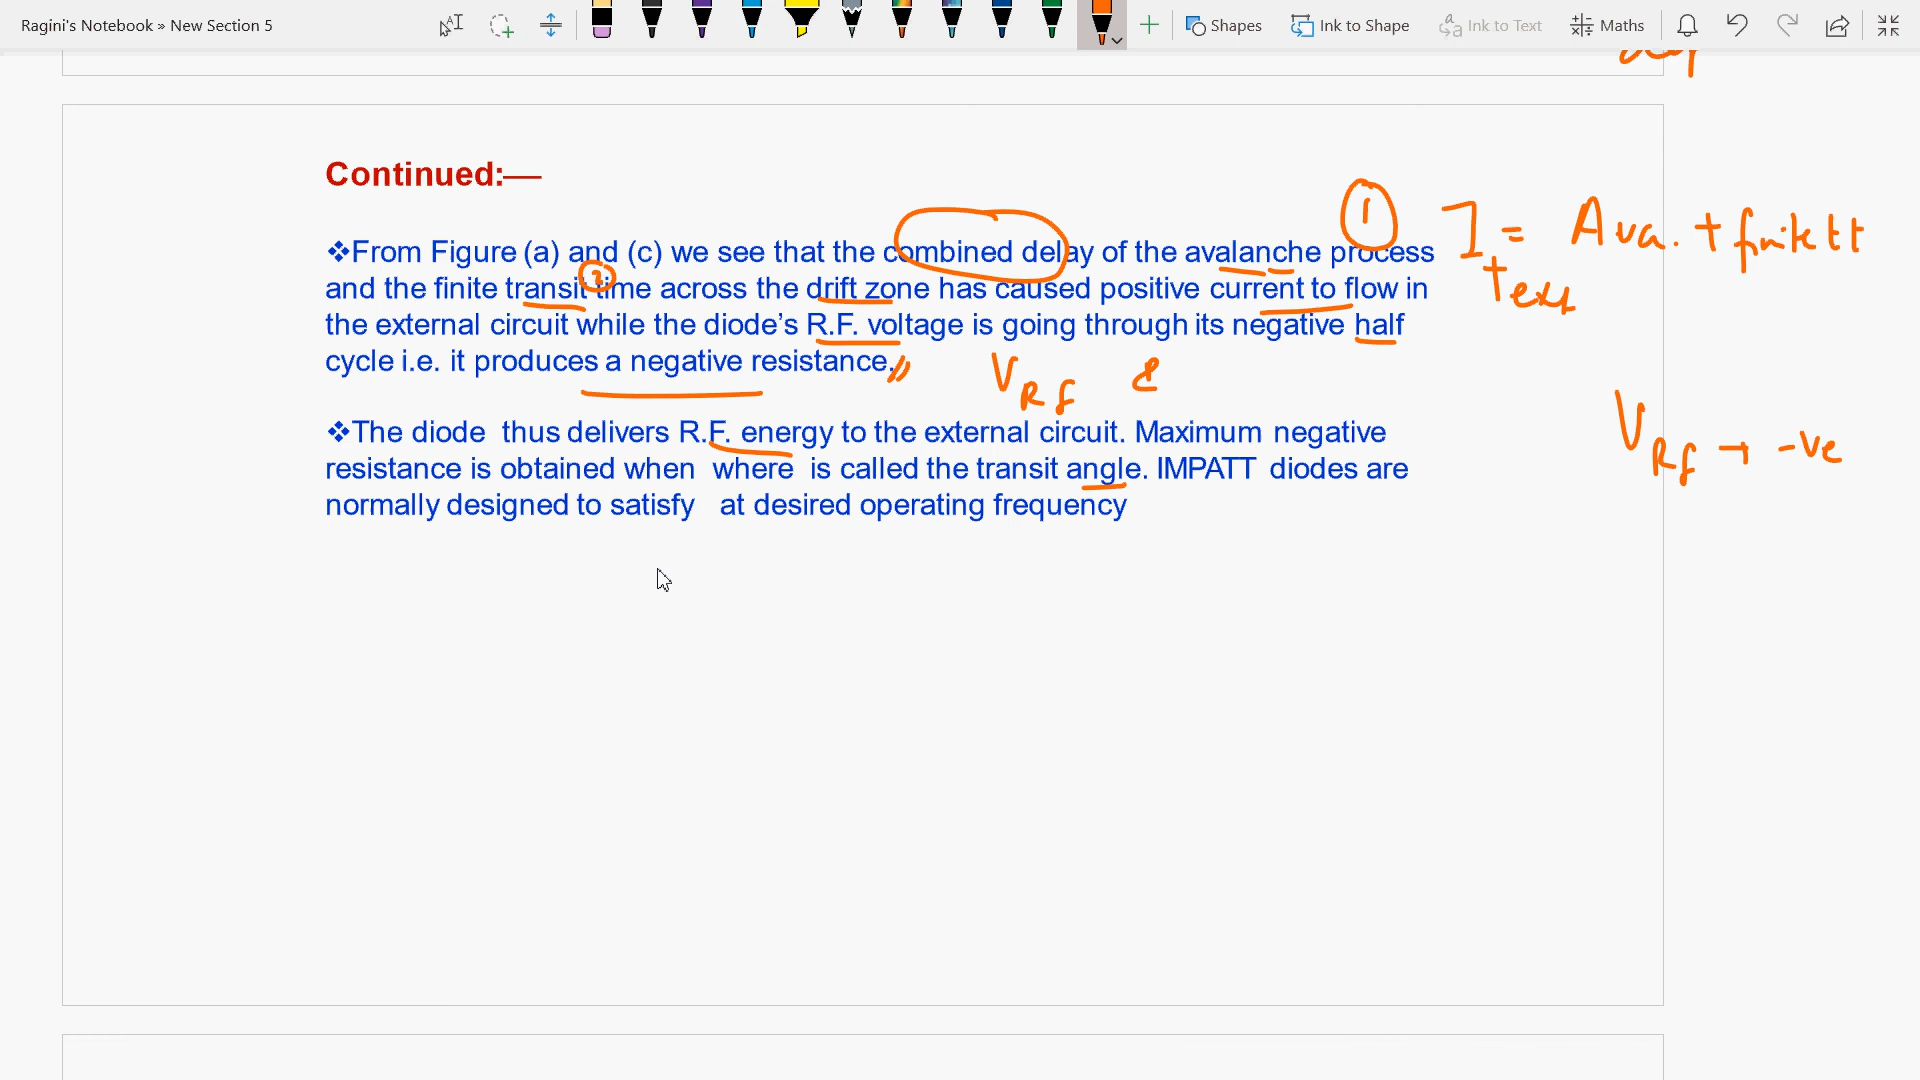 Ragini's Notebook » New Section 5
Shapes
Ink to Shape
Ink to Text
Maths
Continued:—
1
I = Ava. + finite tt
+ ext
❖From Figure (a) and (c) we see that the combined delay of the avalanche process
2
and the finite transit time across the drift zone has caused positive current to flow in
the external circuit while the diode’s R.F. voltage is going through its negative half
cycle i.e. it produces a negative resistance.
VRf &
VRf → -ve
❖The diode thus delivers R.F. energy to the external circuit. Maximum negative
resistance is obtained when where is called the transit angle. IMPATT diodes are
normally designed to satisfy at desired operating frequency